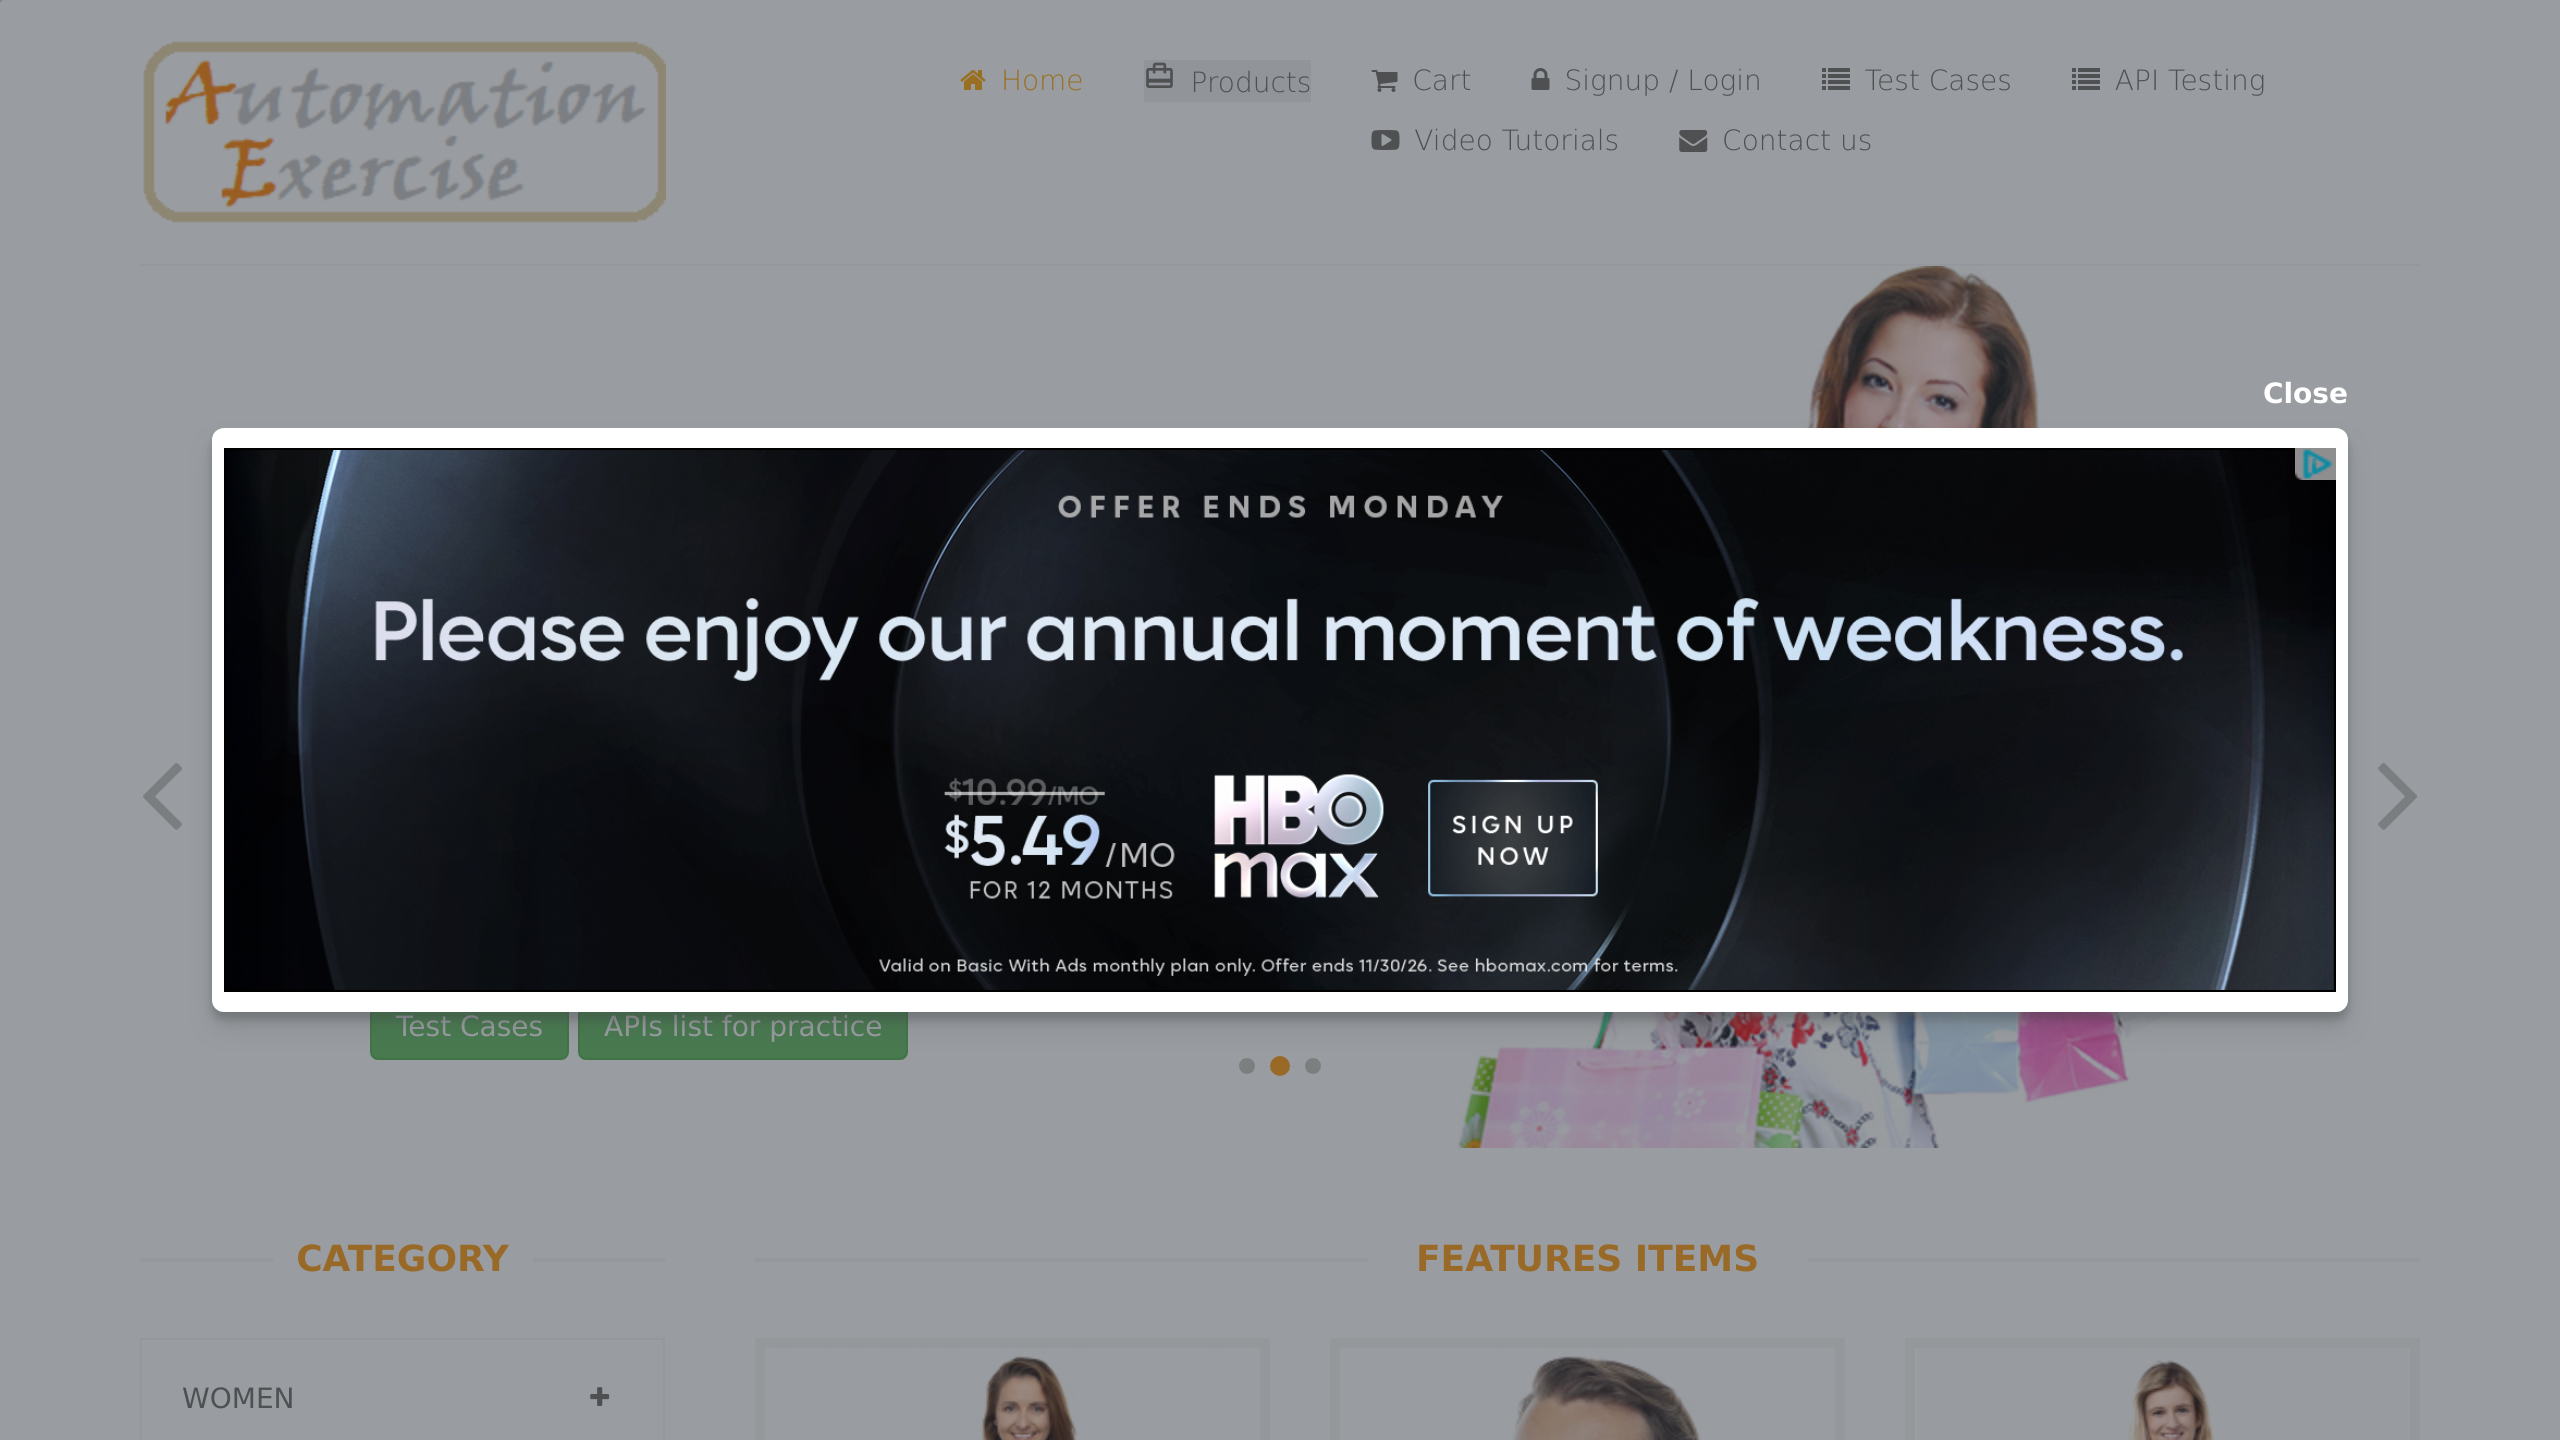 Automation
Exercise
Home
Products
Cart
Signup / Login
Test Cases
API Testing
Video Tutorials
Contact us
Close
OFFER ENDS MONDAY
Please enjoy our annual moment of weakness.
$10.99/MO
$5.49/MO
FOR 12 MONTHS
HBO
max
SIGN UP
NOW
Valid on Basic With Ads monthly plan only. Offer ends 11/30/26. See hbomax.com for terms.
Test Cases
APIs list for practice
CATEGORY
FEATURES ITEMS
WOMEN